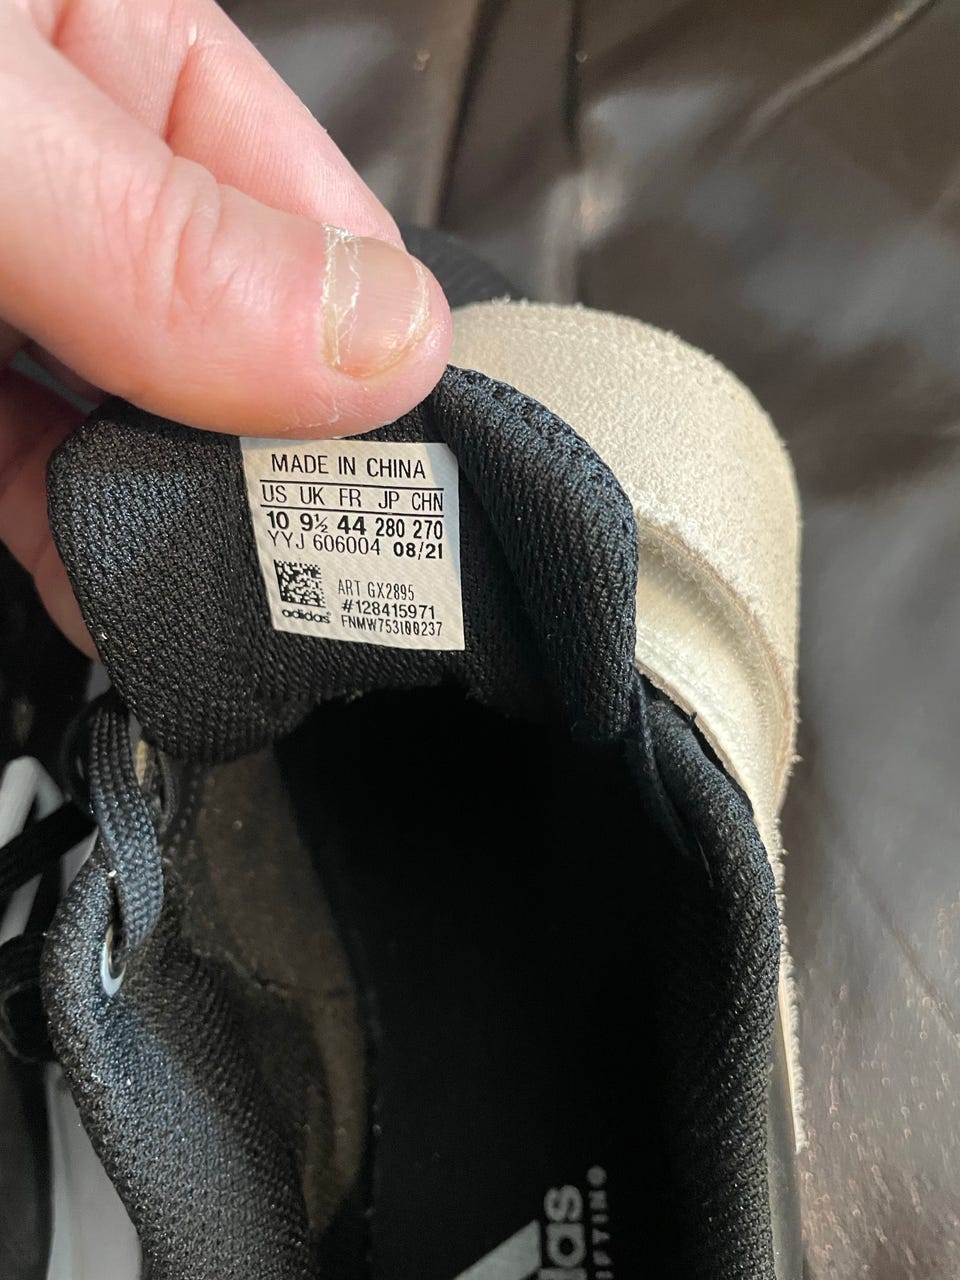 MADE IN CHINA
US UK FR JP CHN
10 9½ 44 280 270
YYJ 606004 08/21
ART GX2895
#128415971
adidas FNMW753100237
das